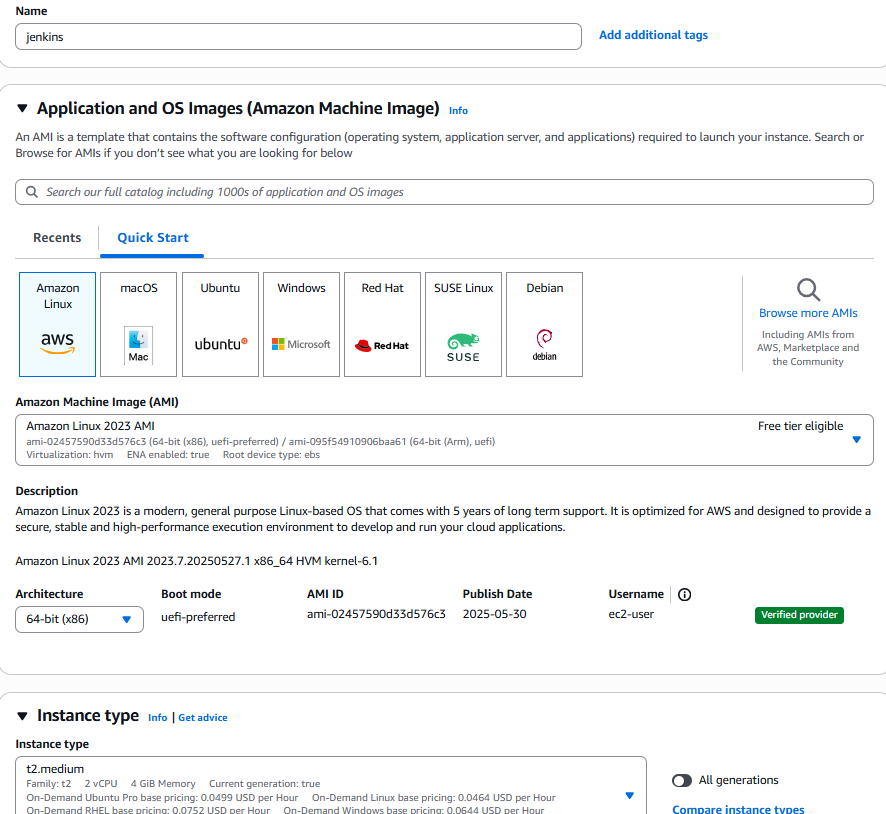 Name
jenkins
Add additional tags
Application and OS Images (Amazon Machine Image) Info
An AMI is a template that contains the software configuration (operating system, application server, and applications) required to launch your instance. Search or
Browse for AMIs if you don’t see what you are looking for below
Search our full catalog including 1000s of application and OS images
Recents
Quick Start
Amazon
Linux
aws
macOS
Mac
Ubuntu
ubuntu
Windows
Microsoft
Red Hat
Red Hat
SUSE Linux
SUSE
Debian
debian
Browse more AMIs
Including AMIs from
AWS, Marketplace and
the Community
Amazon Machine Image (AMI)
Amazon Linux 2023 AMI
Free tier eligible
ami-02457590d33d576c3 (64-bit (x86), uefi-preferred) / ami-095f54910906baa61 (64-bit (Arm), uefi)
Virtualization: hvm ENA enabled: true Root device type: ebs
Description
Amazon Linux 2023 is a modern, general purpose Linux-based OS that comes with 5 years of long term support. It is optimized for AWS and designed to provide a
secure, stable and high-performance execution environment to develop and run your cloud applications.
Amazon Linux 2023 AMI 2023.7.20250527.1 x86_64 HVM kernel-6.1
Architecture Boot mode AMI ID Publish Date Username
64-bit (x86) uefi-preferred ami-02457590d33d576c3 2025-05-30 ec2-user Verified provider
Instance type Info | Get advice
Instance type
t2.medium
Family: t2 2 vCPU 4 GiB Memory Current generation: true
On-Demand Ubuntu Pro base pricing: 0.0499 USD per Hour On-Demand Linux base pricing: 0.0464 USD per Hour
On-Demand RHEL base pricing: 0.0752 USD per Hour On-Demand Windows base pricing: 0.0644 USD per Hour
All generations
Compare instance types